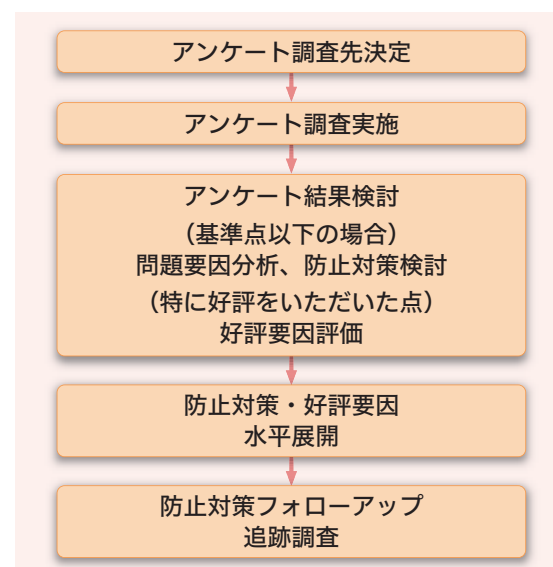 アンケート調査先決定
アンケート調査実施
アンケート結果検討
（基準点以下の場合）
問題要因分析、防止対策検討
（特に好評をいただいた点）
好評要因評価
防止対策・好評要因
水平展開
防止対策フォローアップ
追跡調査